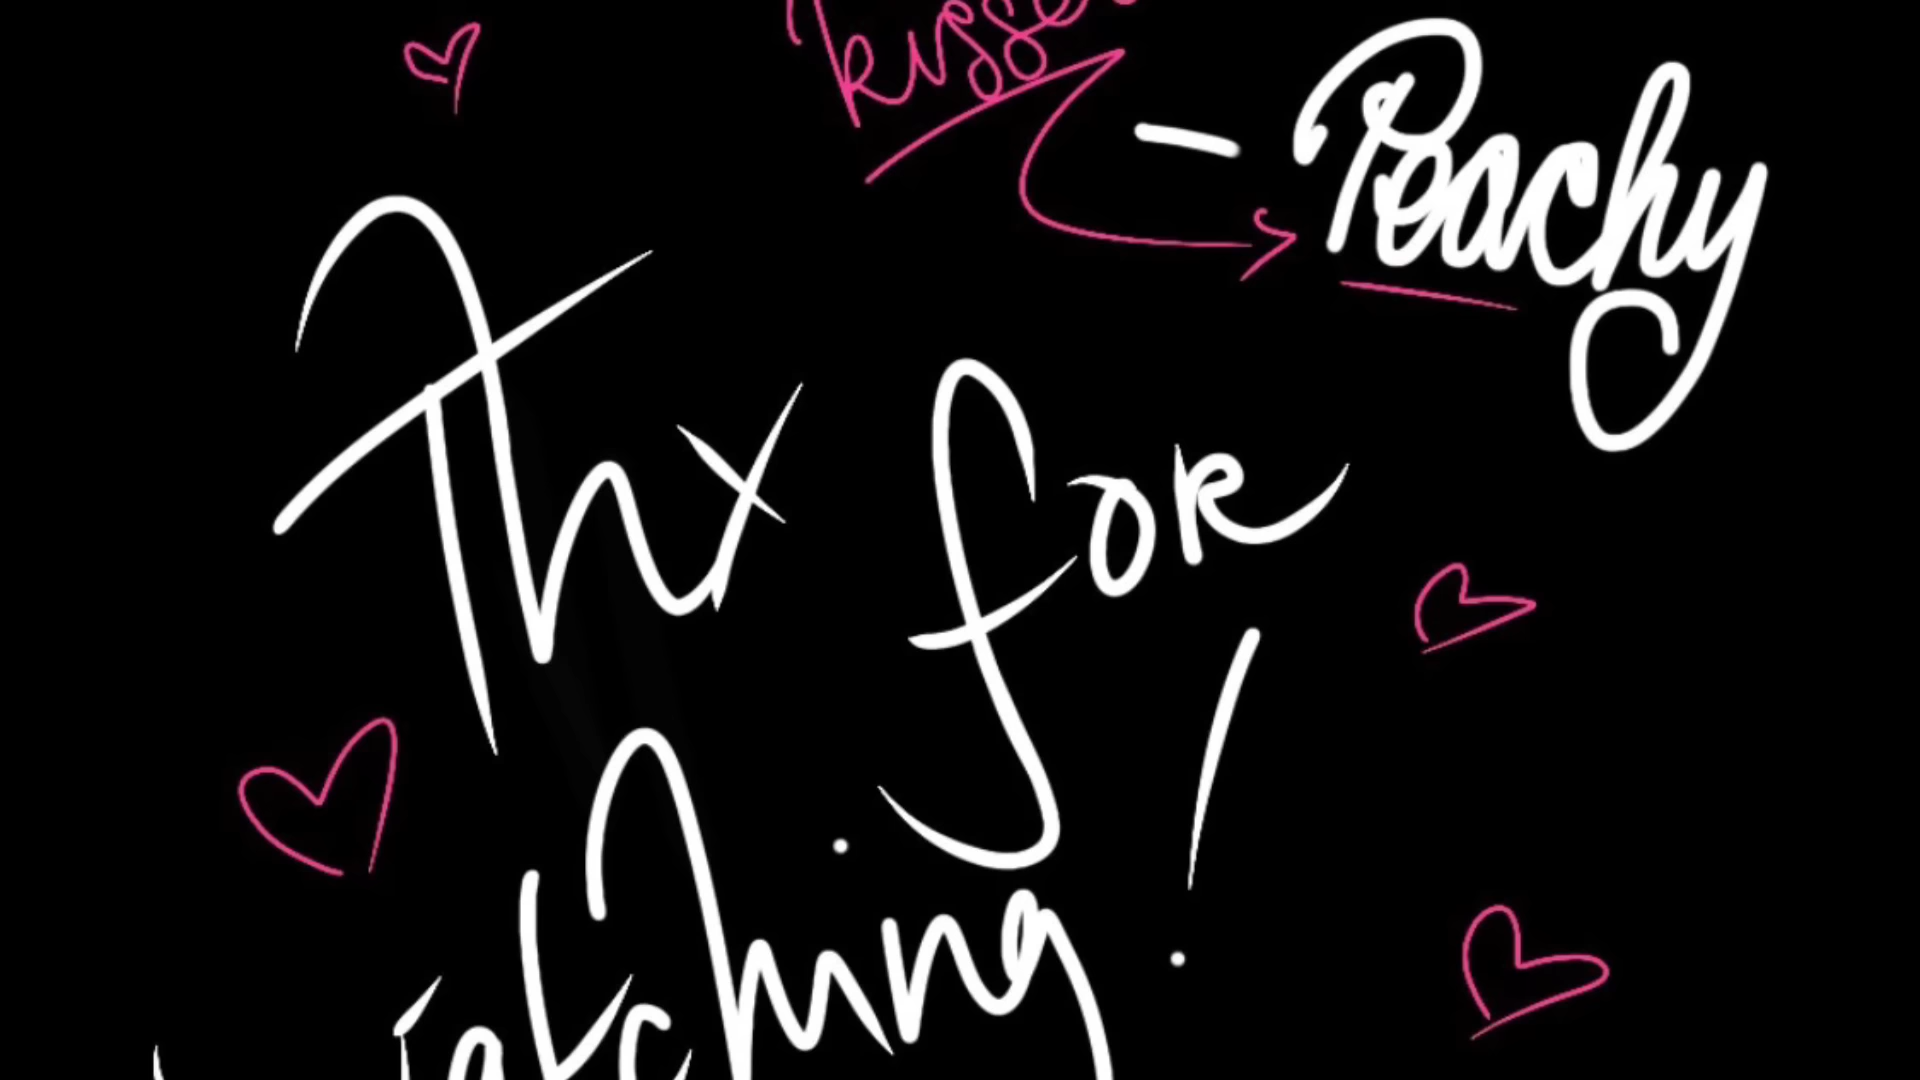 kisses
- Peachy
Thx for
watching!